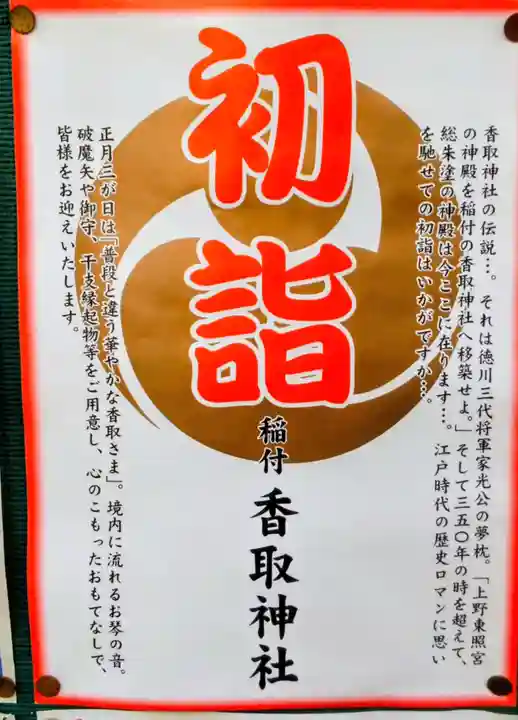 初詣
香取神社の伝説…。それは徳川三代将軍家光公の夢枕。「上野東照宮
の神殿を稲付の香取神社へ移築せよ。」そして三五〇年の時を超えて、
総朱塗の神殿は今ここに在ります…。江戸時代の歴史ロマンに思い
を馳せての初詣はいかがですか…。
稲付 香取神社
正月三が日は「普段と違う華やかな香取さま」。境内に流れるお琴の音。
破魔矢や御守、干支縁起物等をご用意し、心のこもったおもてなしで、
皆様をお迎えいたします。